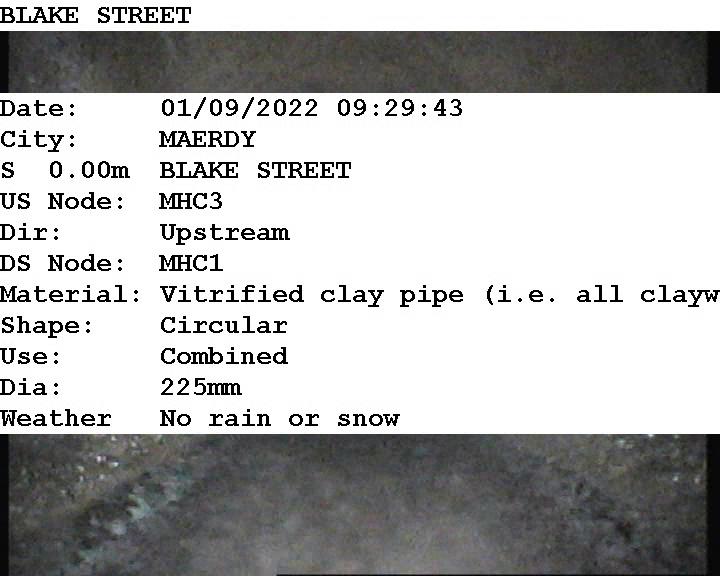 BLAKE STREET
Date: 01/09/2022 09:29:43
City: MAERDY
S 0.00m BLAKE STREET
US Node: MHC3
Dir: Upstream
DS Node: MHC1
Material: Vitrified clay pipe (i.e. all clayw
Shape: Circular
Use: Combined
Dia: 225mm
Weather No rain or snow